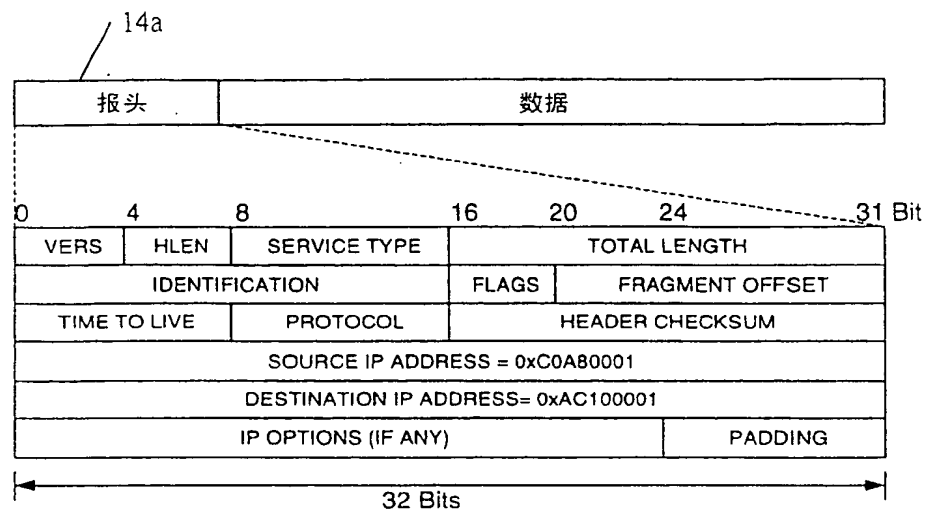 14a
报头 数据
0 4 8 16 20 24 31 Bit
VERS HLEN SERVICE TYPE TOTAL LENGTH
IDENTIFICATION FLAGS FRAGMENT OFFSET
TIME TO LIVE PROTOCOL HEADER CHECKSUM
SOURCE IP ADDRESS = 0xC0A80001
DESTINATION IP ADDRESS= 0xAC100001
IP OPTIONS (IF ANY) PADDING
32 Bits